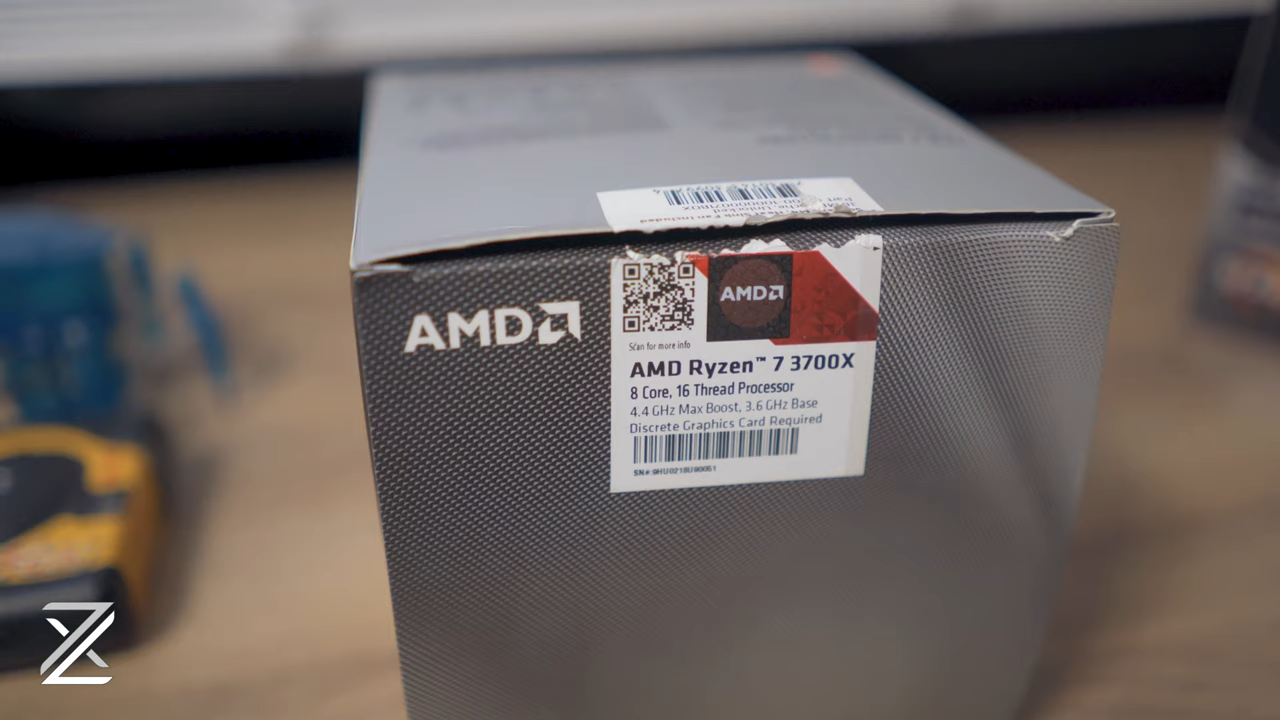 AMD
AMD
Scan for more info
AMD Ryzen™ 7 3700X
8 Core, 16 Thread Processor
4.4 GHz Max Boost, 3.6 GHz Base
Discrete Graphics Card Required